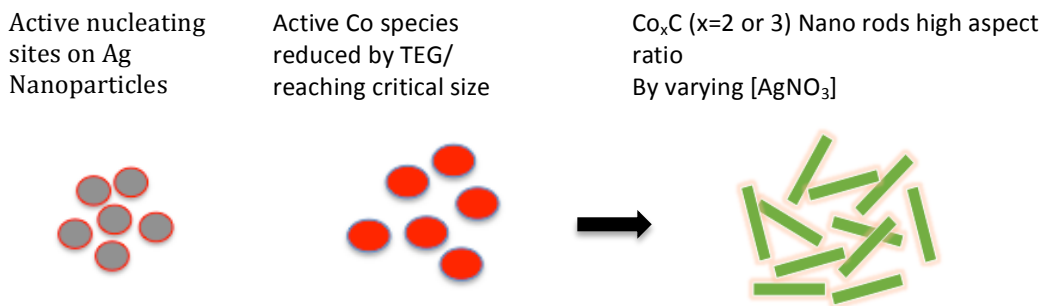 Active nucleating
sites on Ag
Nanoparticles
Active Co species
reduced by TEG/
reaching critical size
CoₓC (x=2 or 3) Nano rods high aspect
ratio
By varying [AgNO₃]